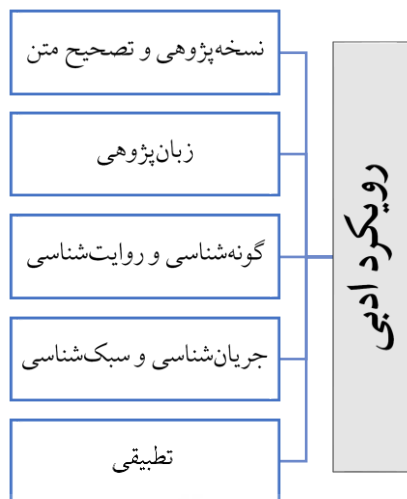 رویکرد ادبی
نسخه‌پژوهی و تصحیح متن
زبان‌پژوهی
گونه‌شناسی و روایت‌شناسی
جریان‌شناسی و سبک‌شناسی
تطبیقی